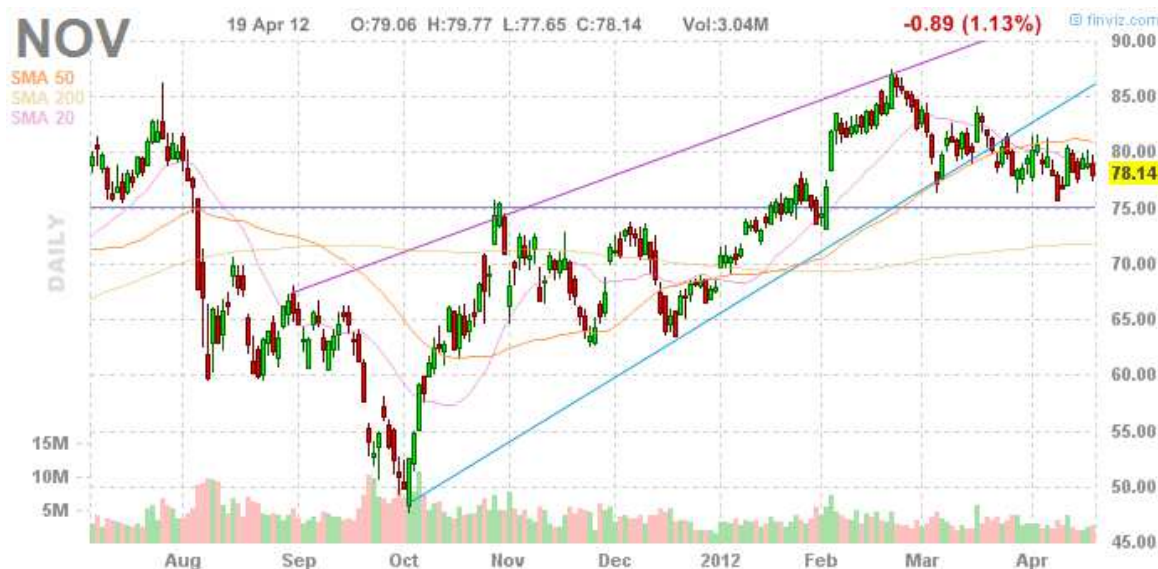 NOV
19 Apr 12 O:79.06 H:79.77 L:77.65 C:78.14 Vol:3.04M -0.89 (1.13%) © finviz.com
SMA 50
SMA 200
SMA 20
DAILY
90.00
85.00
80.00
78.14
75.00
70.00
65.00
60.00
55.00
50.00
45.00
15M
10M
5M
Aug Sep Oct Nov Dec 2012 Feb Mar Apr